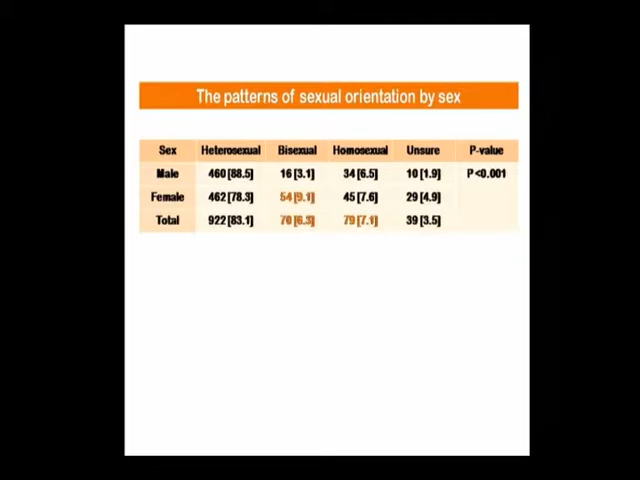 The patterns of sexual orientation by sex
Sex Heterosexual Bisexual Homosexual Unsure P-value
Male 460 [88.5] 16 [3.1] 34 [6.5] 10 [1.9] P<0.001
Female 462 [78.3] 54 [9.1] 45 [7.6] 29 [4.9]
Total 922 [83.1] 70 [6.3] 79 [7.1] 39 [3.5]